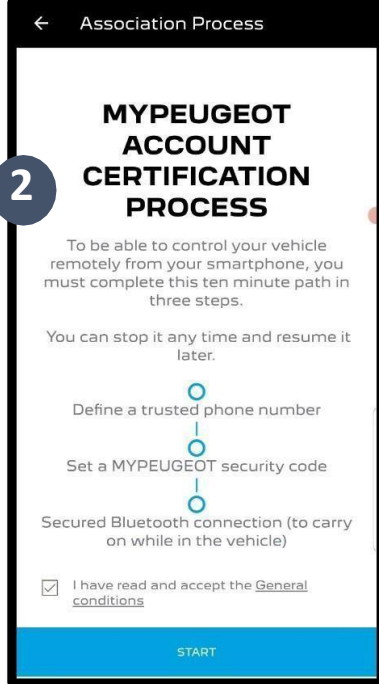 ← Association Process
MYPEUGEOT
ACCOUNT
2
CERTIFICATION
PROCESS
To be able to control your vehicle
remotely from your smartphone, you
must complete this ten minute path in
three steps.
You can stop it any time and resume it
later.
Define a trusted phone number
Set a MYPEUGEOT security code
Secured Bluetooth connection (to carry
on while in the vehicle)
I have read and accept the General
conditions
START